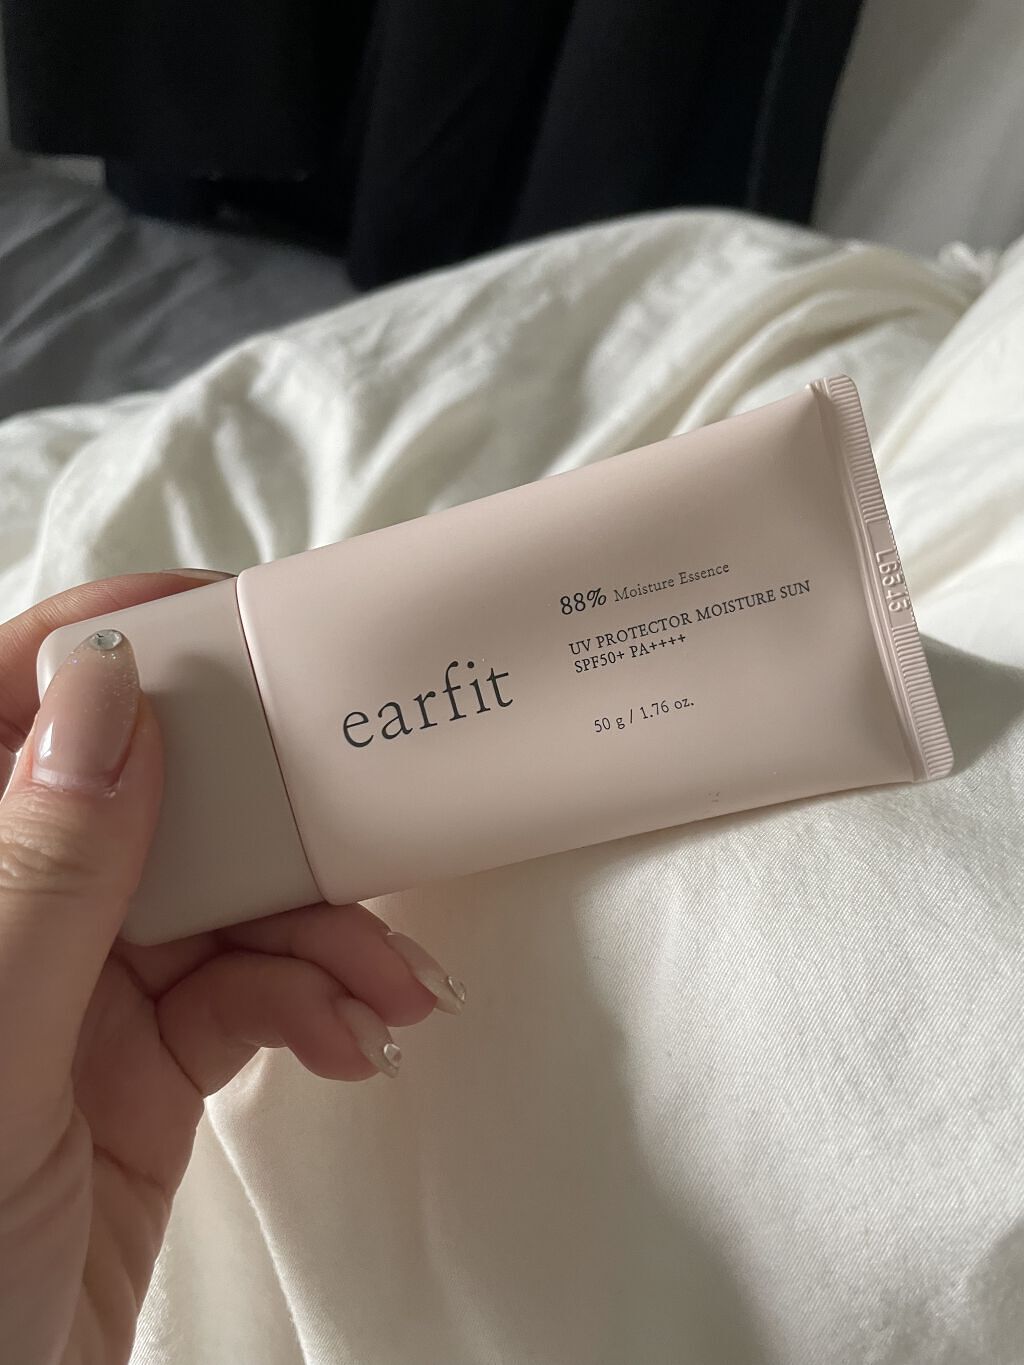 earfit
88% Moisture Essence
UV PROTECTOR MOISTURE SUN
SPF50+ PA++++
50 g / 1.76 oz.